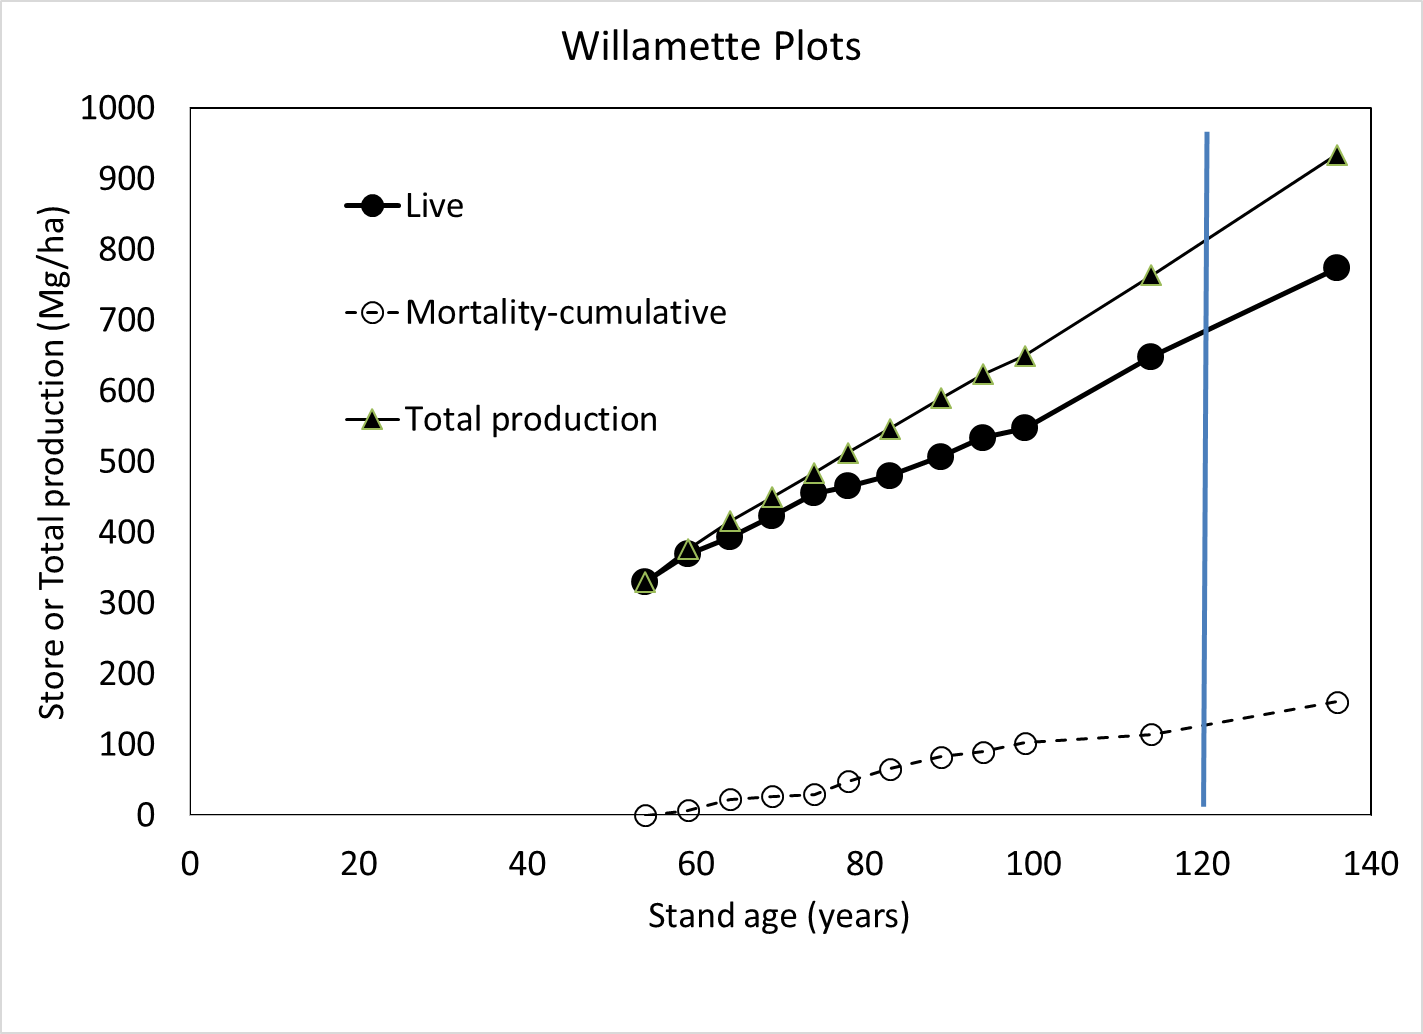 Willamette Plots
1000
900
800
700
600
500
400
300
200
100
0
Store or Total production (Mg/ha)
Live
Mortality-cumulative
Total production
0 20 40 60 80 100 120 140
Stand age (years)